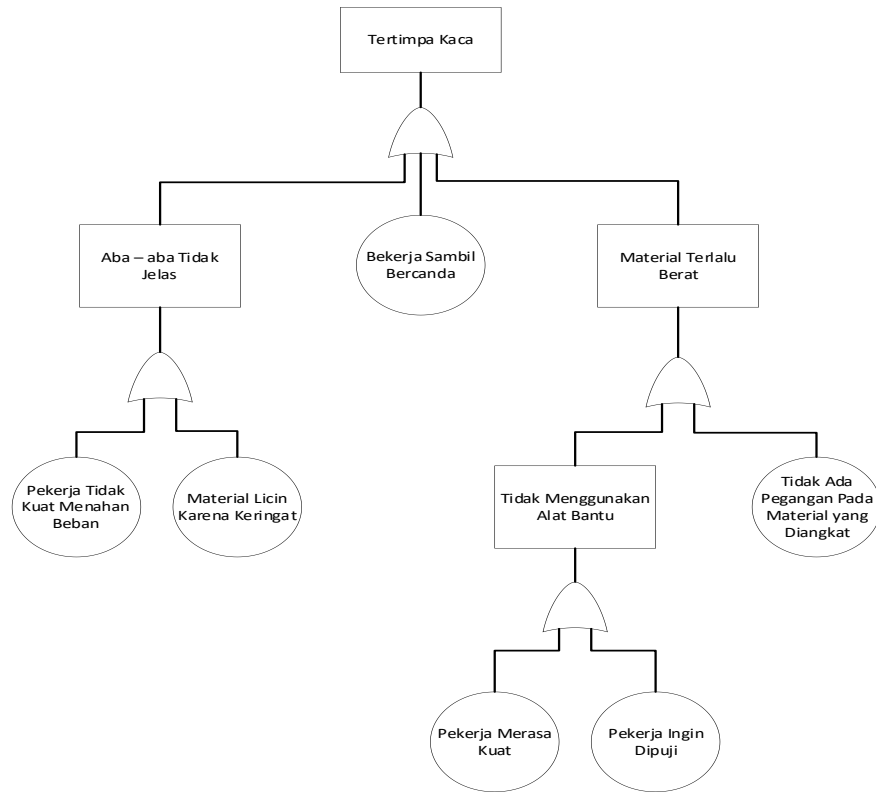 Tertimpa Kaca
Aba – aba Tidak
Jelas
Bekerja Sambil
Bercanda
Material Terlalu
Berat
Pekerja Tidak
Kuat Menahan
Beban
Material Licin
Karena Keringat
Tidak Menggunakan
Alat Bantu
Tidak Ada
Pegangan Pada
Material yang
Diangkat
Pekerja Merasa
Kuat
Pekerja Ingin
Dipuji